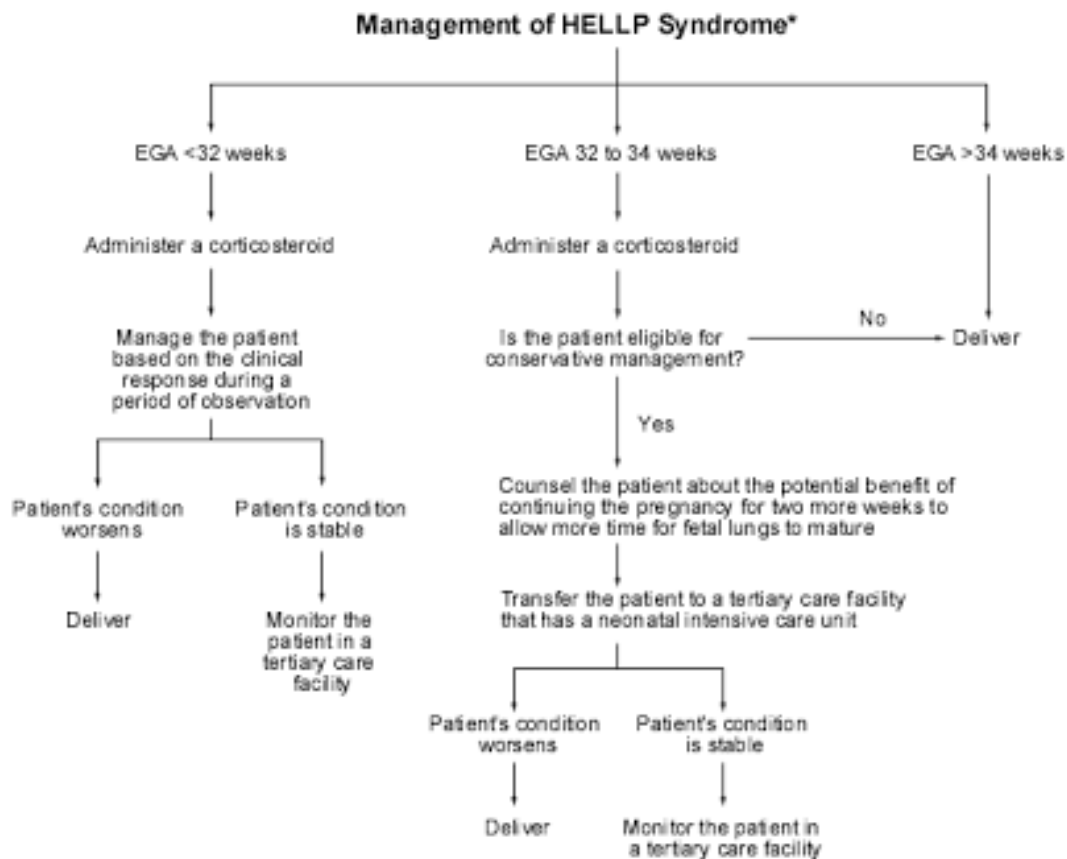 Management of HELLP Syndrome*
EGA <32 weeks
EGA 32 to 34 weeks
EGA >34 weeks
Administer a corticosteroid
Administer a corticosteroid
Manage the patient
based on the clinical
response during a
period of observation
Is the patient eligible for
conservative management?
No
Deliver
Yes
Patient's condition
worsens
Patient's condition
is stable
Counsel the patient about the potential benefit of
continuing the pregnancy for two more weeks to
allow more time for fetal lungs to mature
Deliver
Monitor the
patient in a
tertiary care
facility
Transfer the patient to a tertiary care facility
that has a neonatal intensive care unit
Patient's condition
worsens
Patient's condition
is stable
Deliver
Monitor the patient in
a tertiary care facility